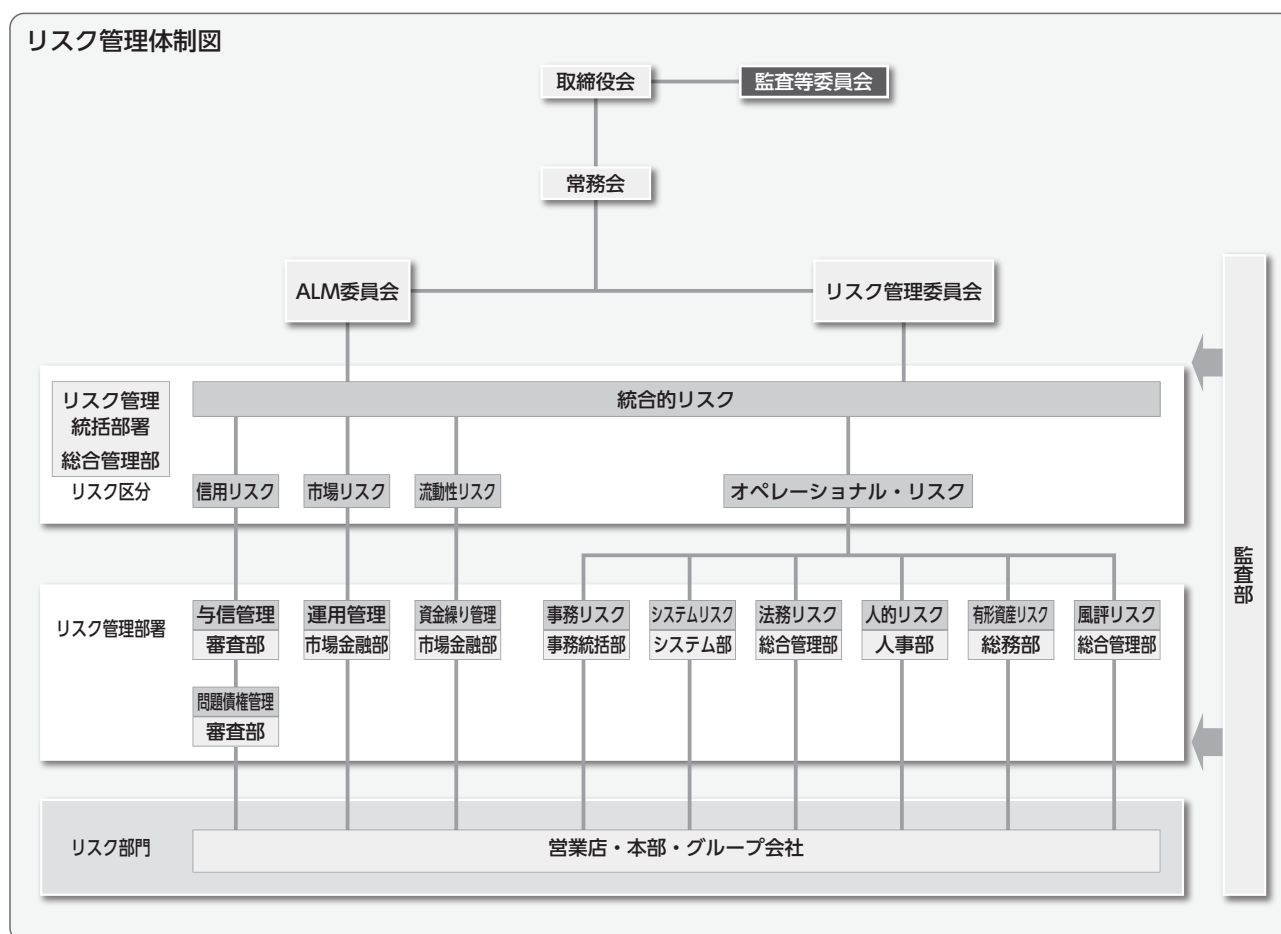 リスク管理体制図
取締役会
監査等委員会
常務会
ALM委員会
リスク管理委員会
リスク管理
統括部署
総合管理部
統合的リスク
リスク区分
信用リスク
市場リスク
流動性リスク
オペレーショナル・リスク
監査部
リスク管理部署
与信管理
審査部
運用管理
市場金融部
資金繰り管理
市場金融部
事務リスク
事務統括部
システムリスク
システム部
法務リスク
総合管理部
人的リスク
人事部
有形資産リスク
総務部
風評リスク
総合管理部
問題債権管理
審査部
リスク部門
営業店・本部・グループ会社